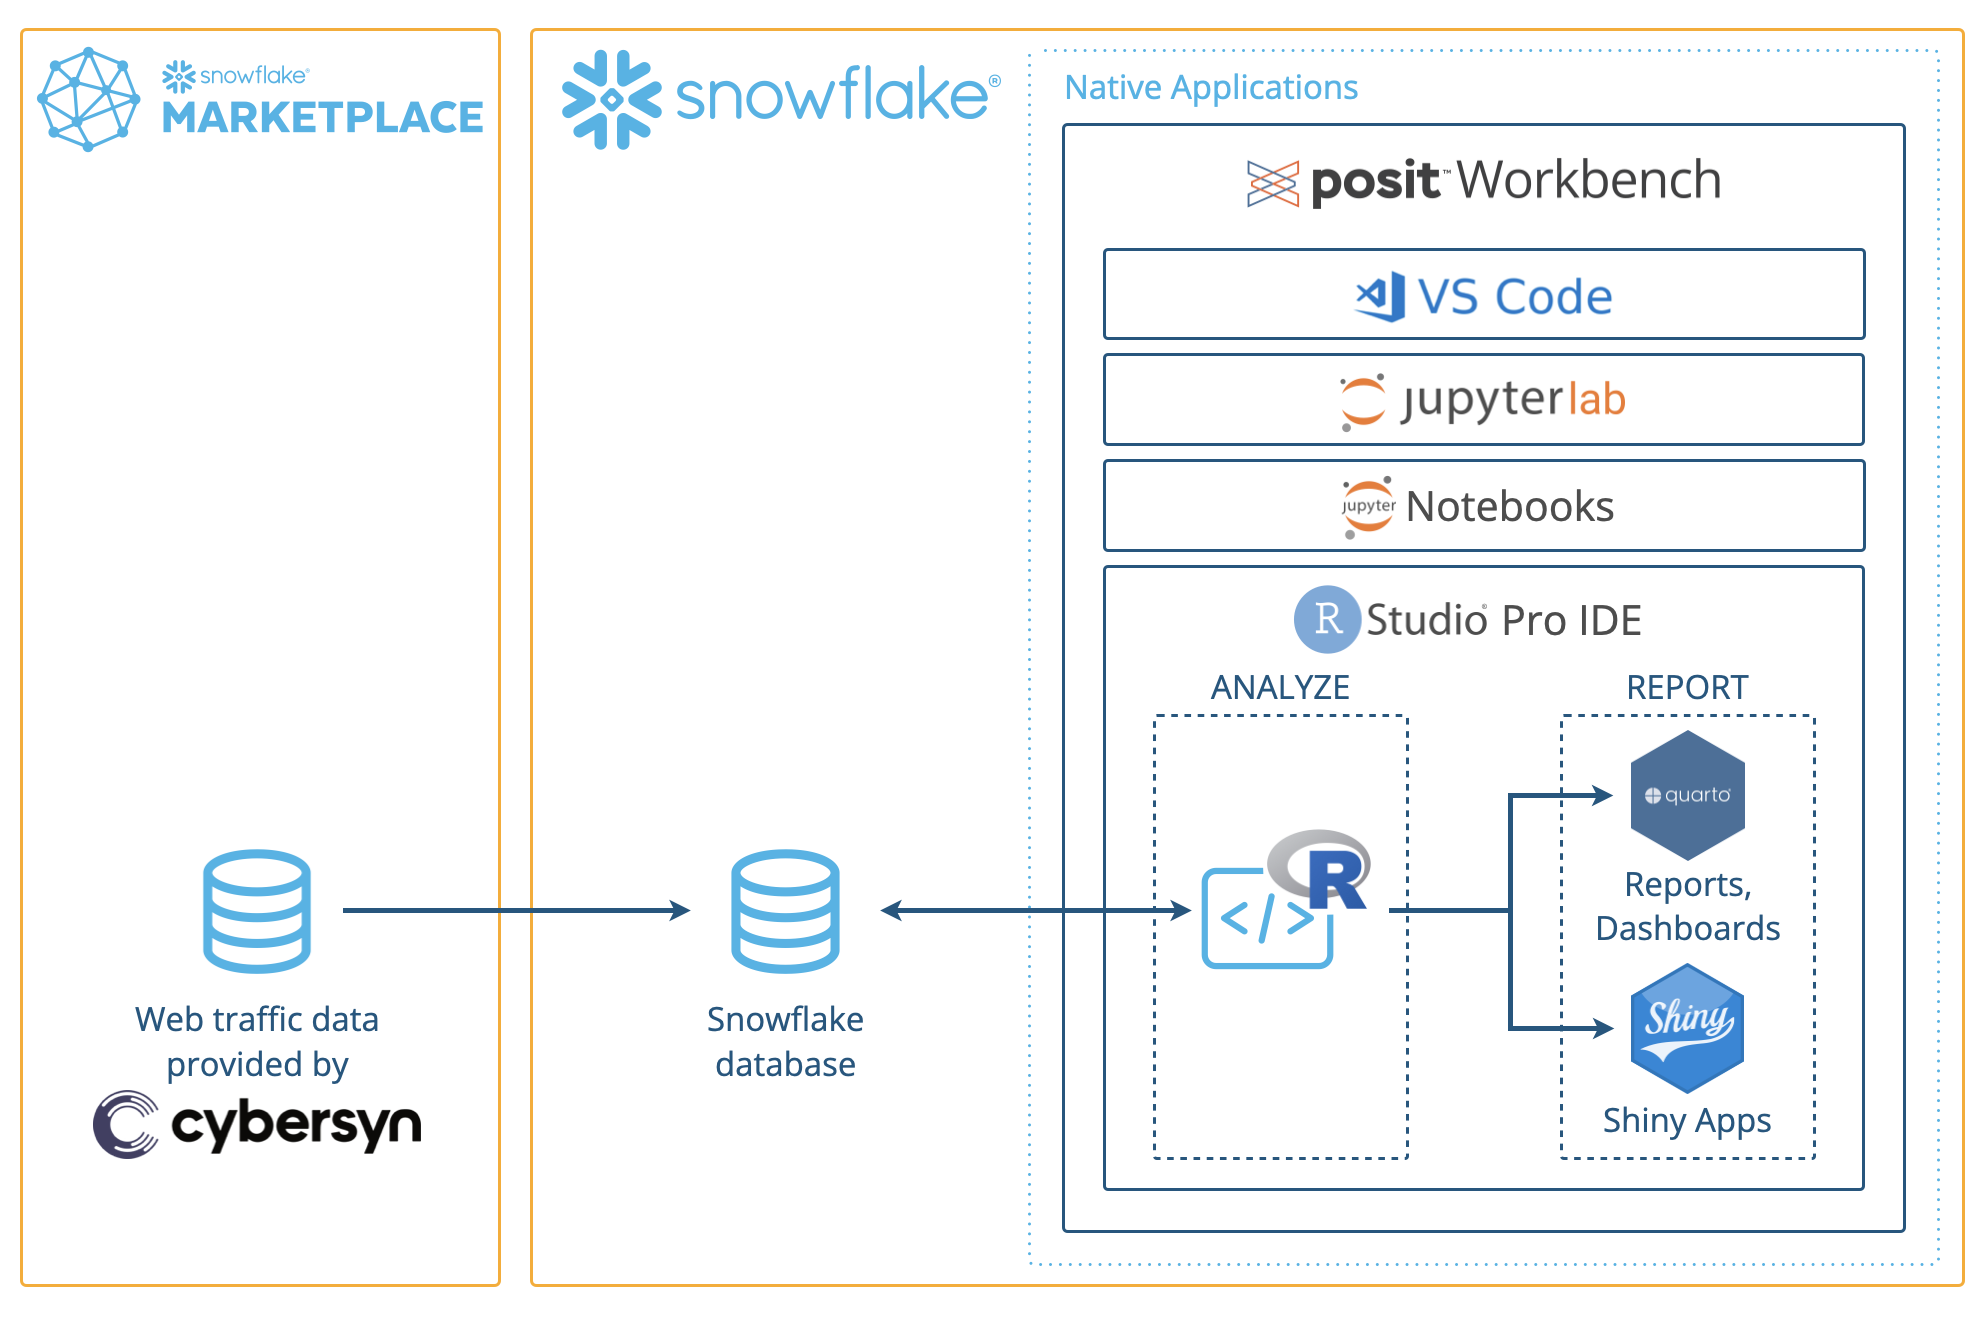 snowflake®
MARKETPLACE
Web traffic data
provided by
cybersyn
snowflake®
Snowflake
database
Native Applications
posit™ Workbench
VS Code
jupyterlab
jupyter Notebooks
R Studio® Pro IDE
ANALYZE
R
</>
REPORT
quarto
Reports,
Dashboards
Shiny
Shiny Apps